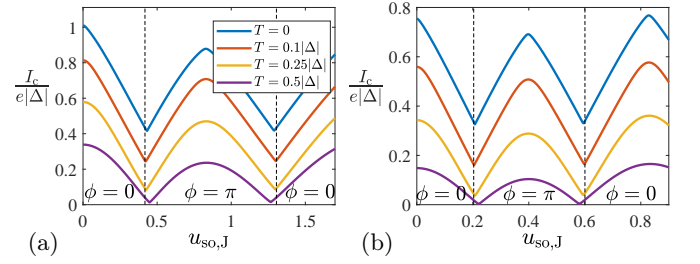 T = 0
T = 0.1|Δ|
T = 0.25|Δ|
T = 0.5|Δ|
I_c / e|Δ|
1
0.8
0.6
0.4
0.2
0
ϕ = 0
ϕ = π
ϕ = 0
0
0.5
1
1.5
(a)
u_so,J
I_c / e|Δ|
0.8
0.6
0.4
0.2
0
ϕ = 0
ϕ = π
ϕ = 0
0
0.2
0.4
0.6
0.8
(b)
u_so,J